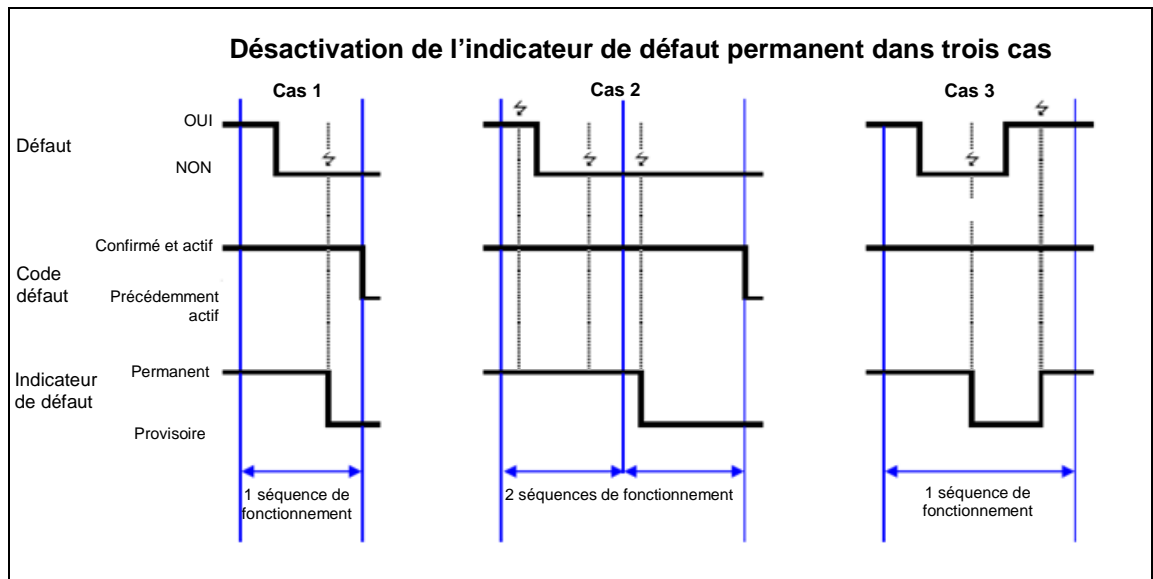 Désactivation de l’indicateur de défaut permanent dans trois cas
Cas 1
Cas 2
Cas 3
Défaut
OUI
NON
Code
défaut
Confirmé et actif
Précédemment
actif
Indicateur
de défaut
Permanent
Provisoire
1 séquence de
fonctionnement
2 séquences de fonctionnement
1 séquence de
fonctionnement